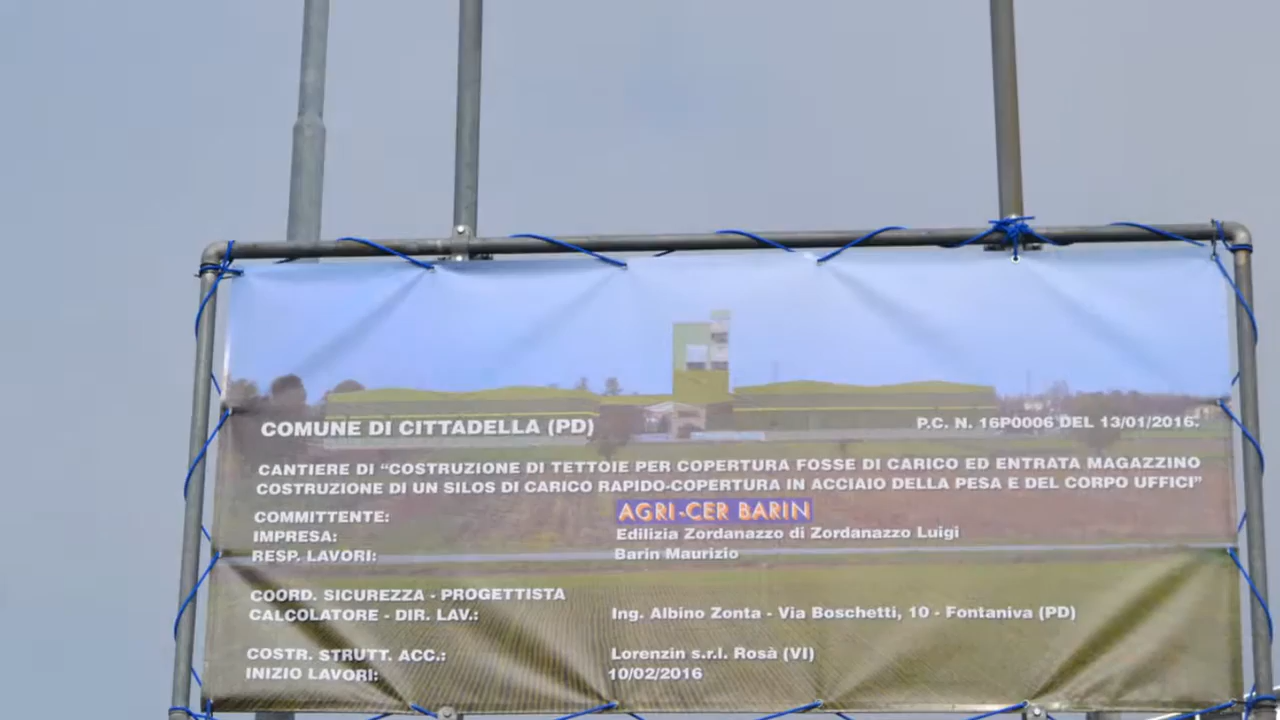 COMUNE DI CITTADELLA (PD) P.C. N. 16P0006 DEL 13/01/2016.
CANTIERE DI “COSTRUZIONE DI TETTOIE PER COPERTURA FOSSE DI CARICO ED ENTRATA MAGAZZINO
COSTRUZIONE DI UN SILOS DI CARICO RAPIDO-COPERTURA IN ACCIAIO DELLA PESA E DEL CORPO UFFICI”
COMMITTENTE: AGRI-CER BARIN
IMPRESA: Edilizia Zordanazzo di Zordanazzo Luigi
RESP. LAVORI: Barin Maurizio
COORD. SICUREZZA - PROGETTISTA
CALCOLATORE - DIR. LAV.: Ing. Albino Zonta - Via Boschetti, 10 - Fontaniva (PD)
COSTR. STRUTT. ACC.: Lorenzin s.r.l. Rosà (VI)
INIZIO LAVORI: 10/02/2016